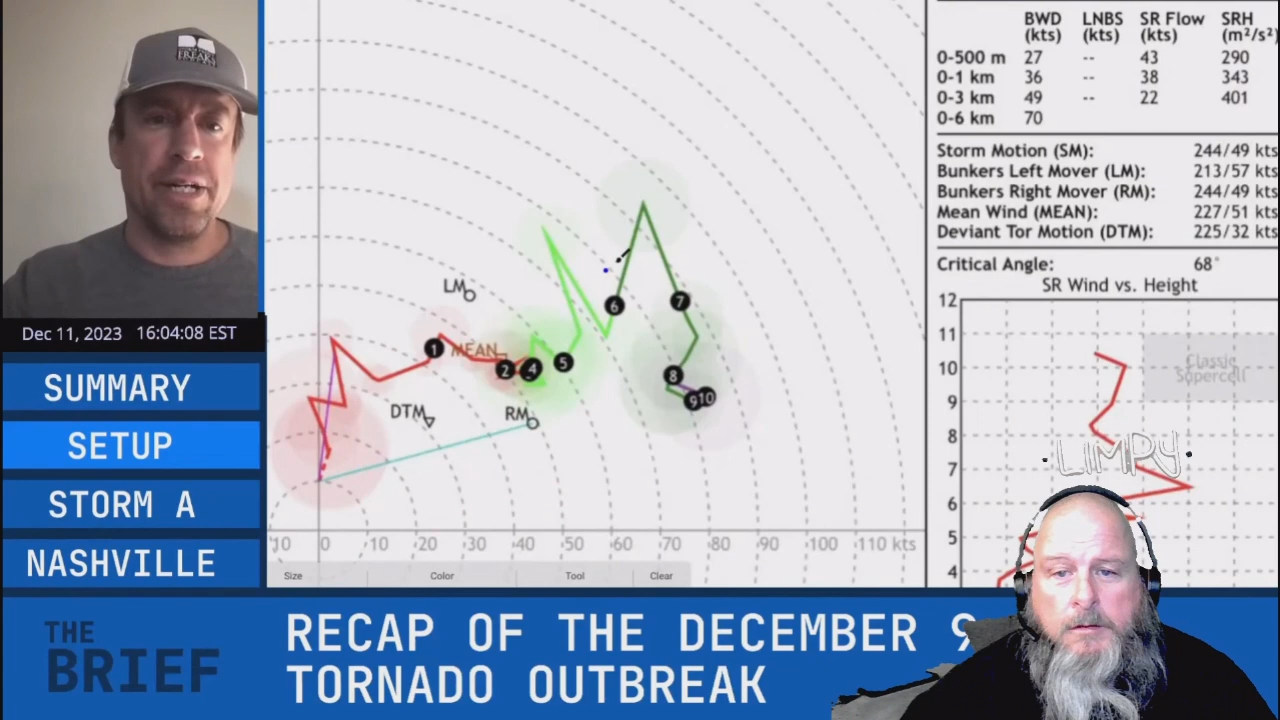 FREAKS
Dec 11, 2023 16:04:08 EST
SUMMARY
SETUP
STORM A
NASHVILLE
THE
BRIEF
RECAP OF THE DECEMBER 9
TORNADO OUTBREAK
1
MEAN
2
4
5
6
7
8
9
10
LM
DTM
RM
10 0 10 20 30 40 50 60 70 80 90 100 110 kts
Size Color Tool Clear
BWD LNBS SR Flow SRH
(kts) (kts) (kts) (m²/s²)
0-500 m 27 -- 43 290
0-1 km 36 -- 38 343
0-3 km 49 -- 22 401
0-6 km 70
Storm Motion (SM): 244/49 kts
Bunkers Left Mover (LM): 213/57 kts
Bunkers Right Mover (RM): 244/49 kts
Mean Wind (MEAN): 227/51 kts
Deviant Tor Motion (DTM): 225/32 kts
Critical Angle: 68°
SR Wind vs. Height
12
11
10
9
8
7
6
5
4
Classic
Supercell
LIMPY